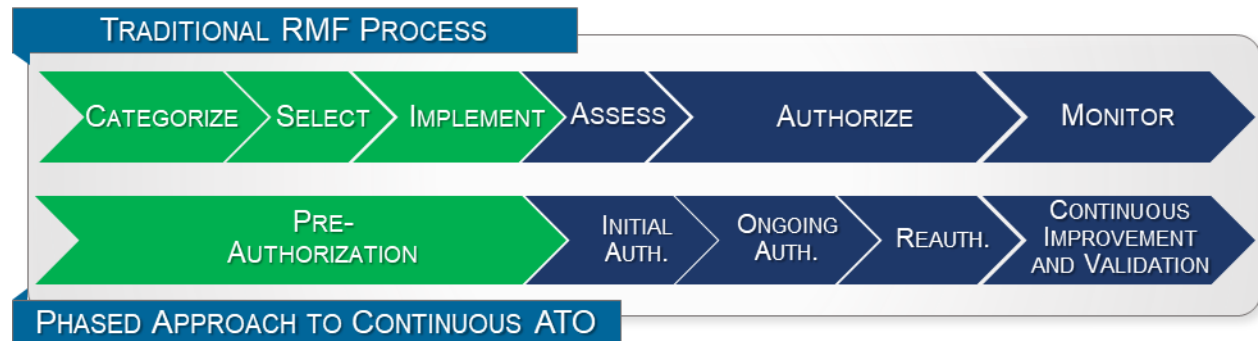 TRADITIONAL RMF PROCESS
CATEGORIZE SELECT IMPLEMENT ASSESS AUTHORIZE MONITOR
PRE-
AUTHORIZATION
INITIAL
AUTH.
ONGOING
AUTH.
REAUTH.
CONTINUOUS
IMPROVEMENT
AND VALIDATION
PHASED APPROACH TO CONTINUOUS ATO